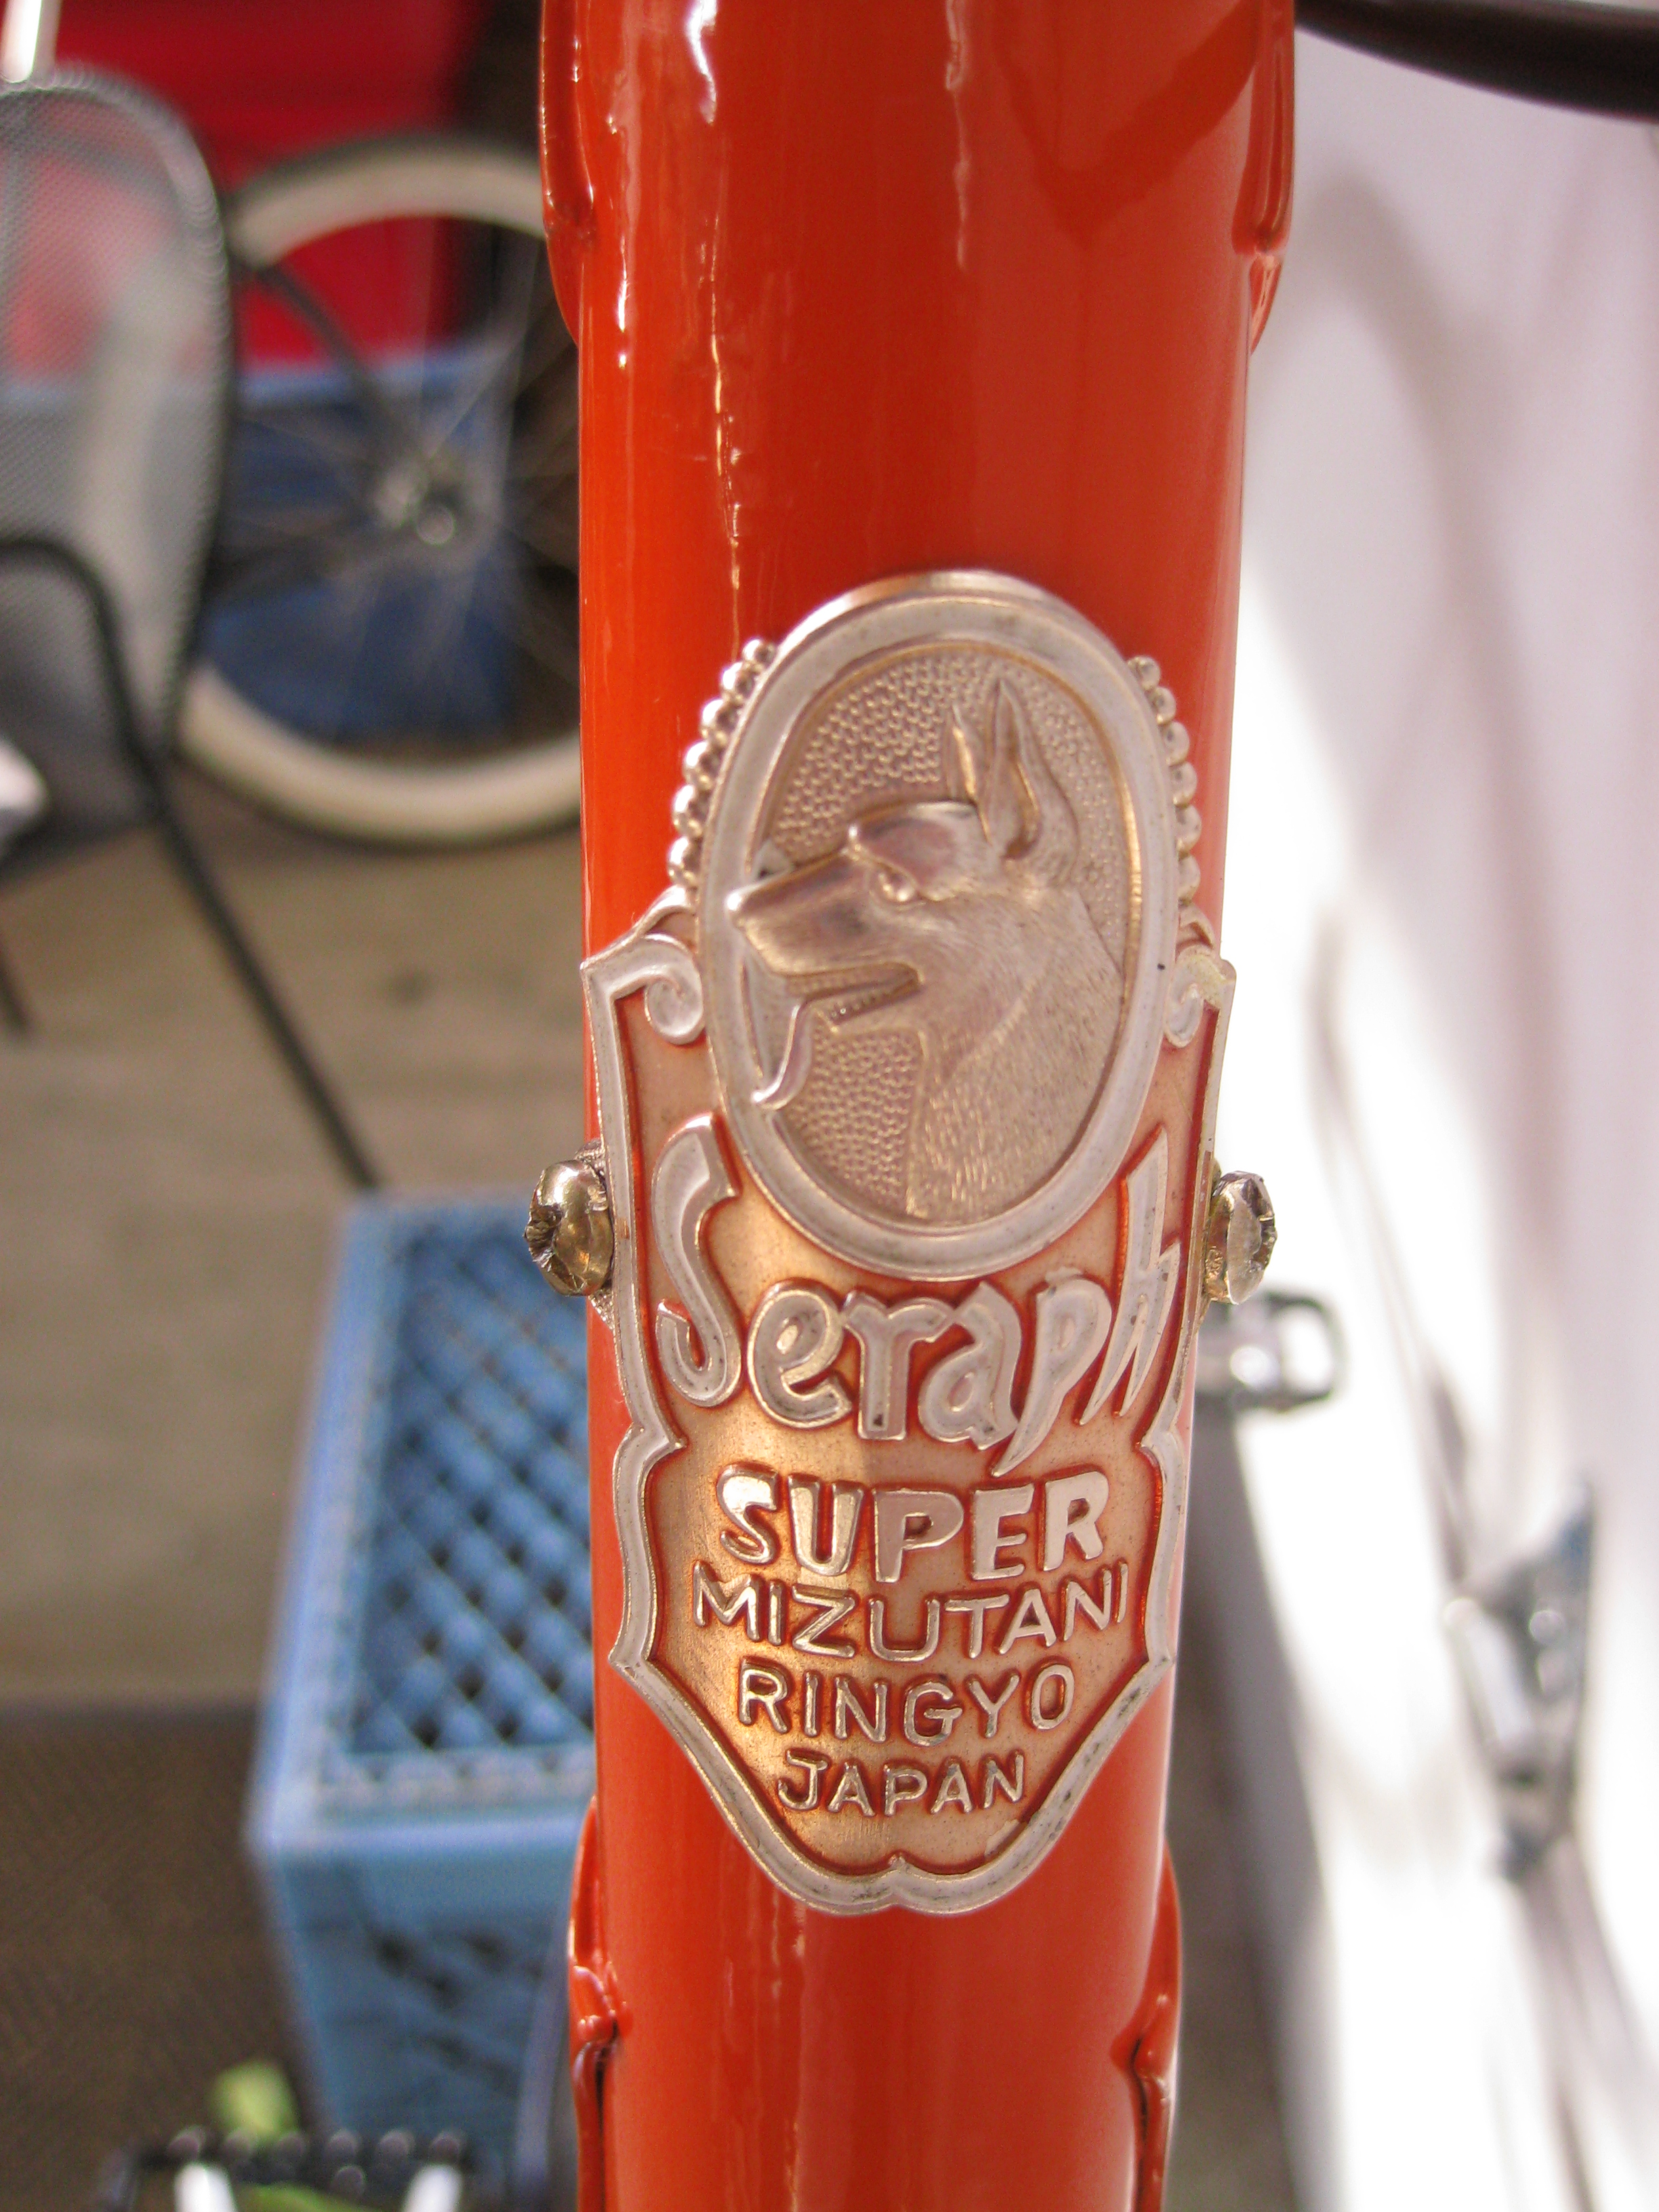 Seraph
SUPER
MIZUTANI
RINGYO
JAPAN